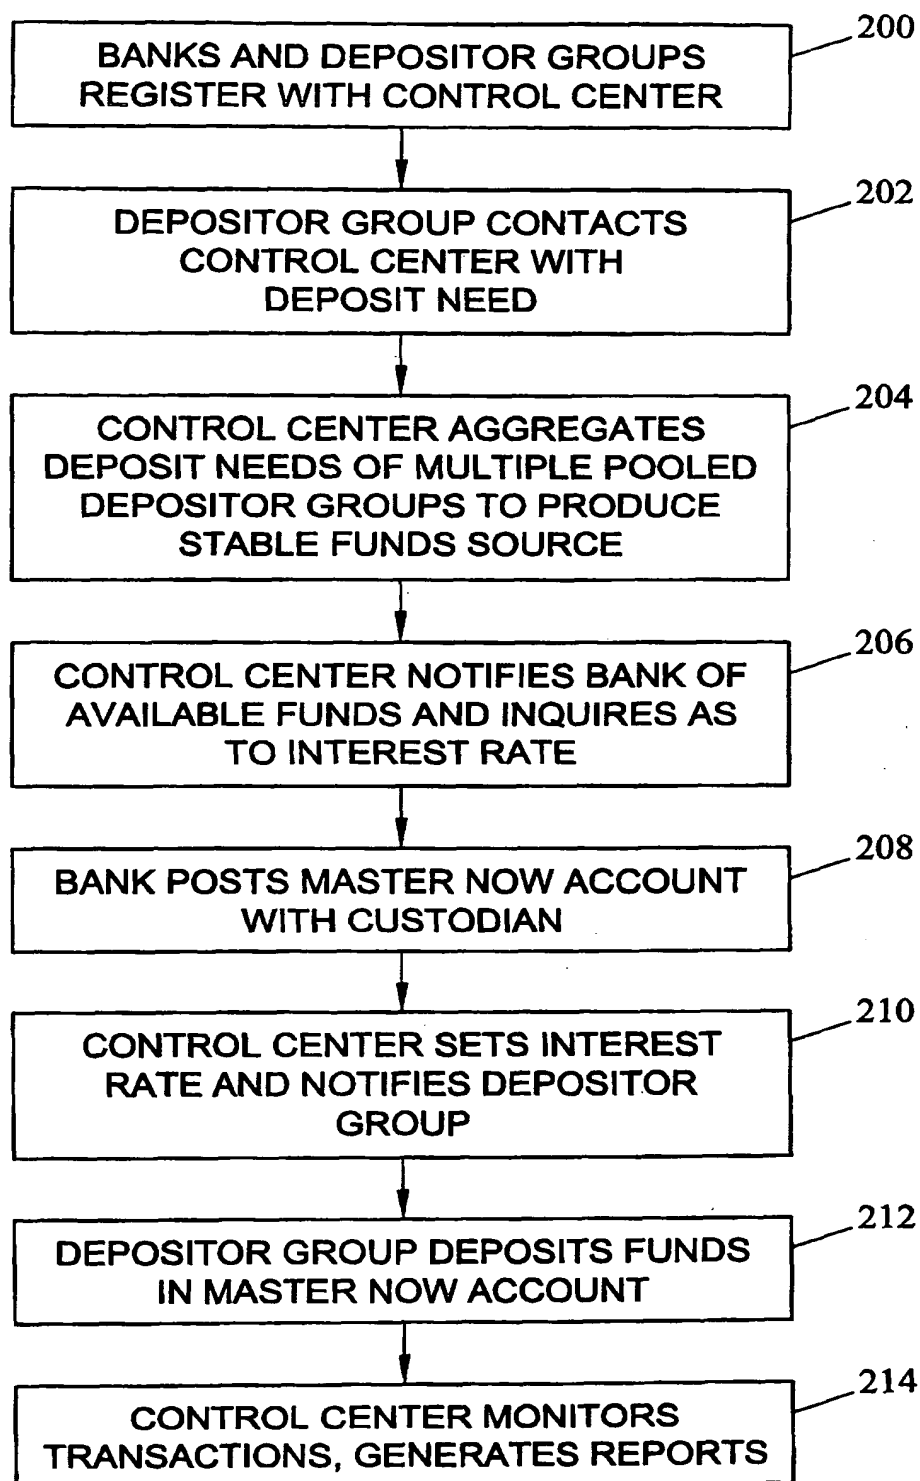 200
BANKS AND DEPOSITOR GROUPS
REGISTER WITH CONTROL CENTER
202
DEPOSITOR GROUP CONTACTS
CONTROL CENTER WITH
DEPOSIT NEED
204
CONTROL CENTER AGGREGATES
DEPOSIT NEEDS OF MULTIPLE POOLED
DEPOSITOR GROUPS TO PRODUCE
STABLE FUNDS SOURCE
206
CONTROL CENTER NOTIFIES BANK OF
AVAILABLE FUNDS AND INQUIRES AS
TO INTEREST RATE
208
BANK POSTS MASTER NOW ACCOUNT
WITH CUSTODIAN
210
CONTROL CENTER SETS INTEREST
RATE AND NOTIFIES DEPOSITOR
GROUP
212
DEPOSITOR GROUP DEPOSITS FUNDS
IN MASTER NOW ACCOUNT
214
CONTROL CENTER MONITORS
TRANSACTIONS, GENERATES REPORTS